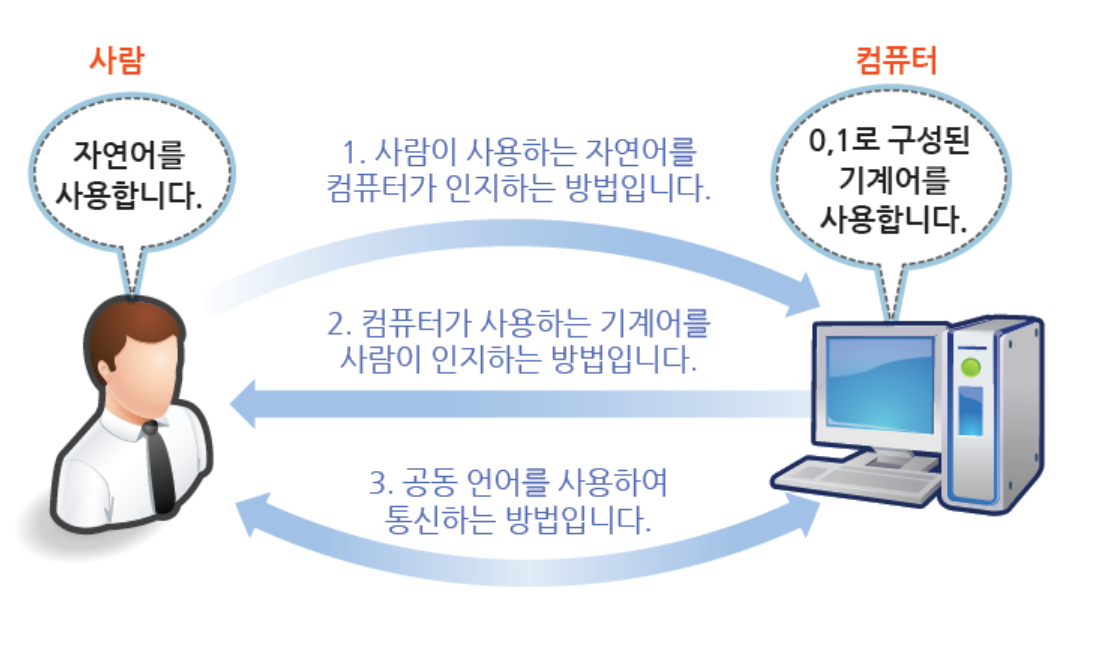 사람
컴퓨터
자연어를
사용합니다.
0,1로 구성된
기계어를
사용합니다.
1. 사람이 사용하는 자연어를
컴퓨터가 인지하는 방법입니다.
2. 컴퓨터가 사용하는 기계어를
사람이 인지하는 방법입니다.
3. 공동 언어를 사용하여
통신하는 방법입니다.